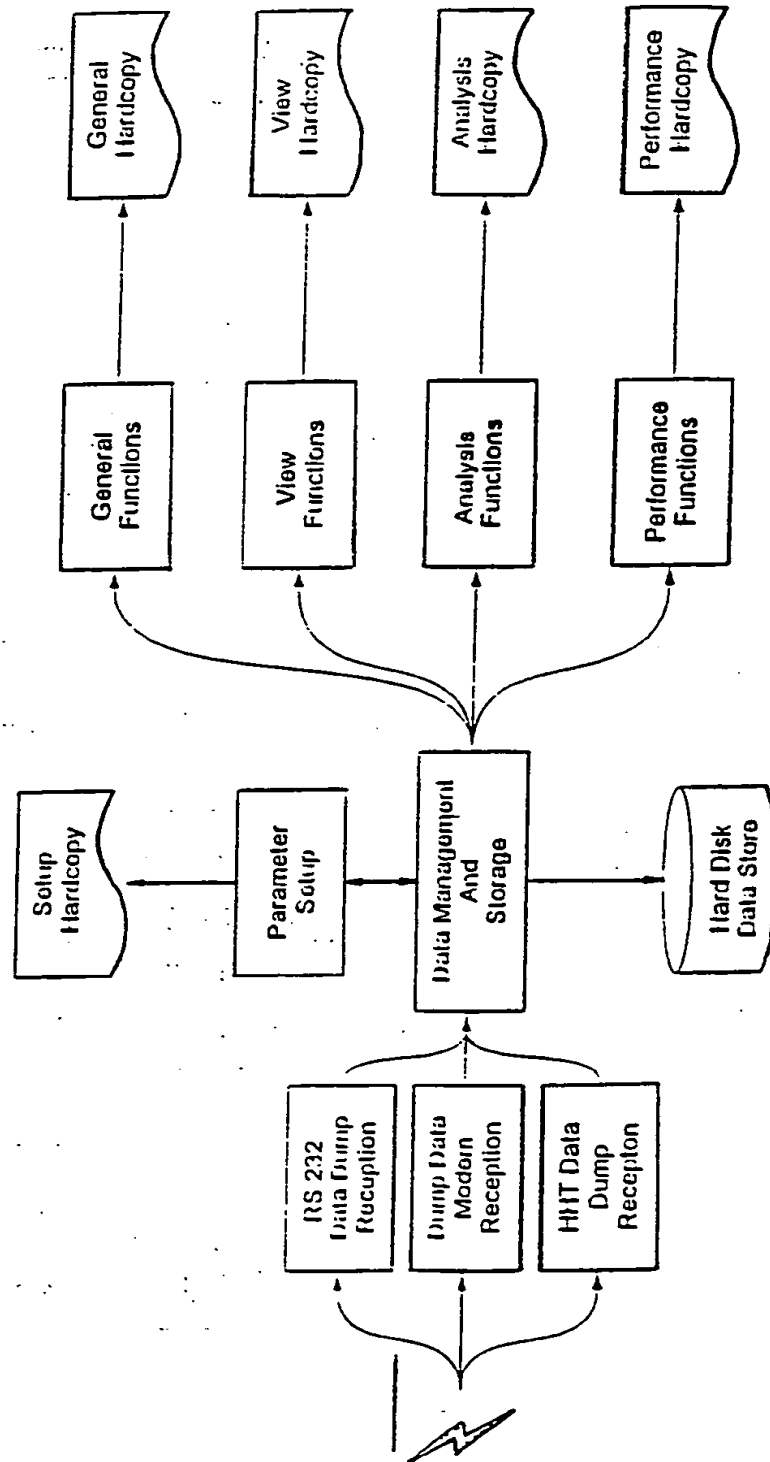 Setup
Hardcopy
General
Hardcopy
Parameter
Setup
General
Functions
View
Functions
View
Hardcopy
RS 232
Data Dump
Reception
Dump Data
Modem
Reception
HHT Data
Dump
Recepton
Data Management
And
Storage
Analysis
Functions
Analysis
Hardcopy
Hard Disk
Data Store
Performance
Functions
Performance
Hardcopy